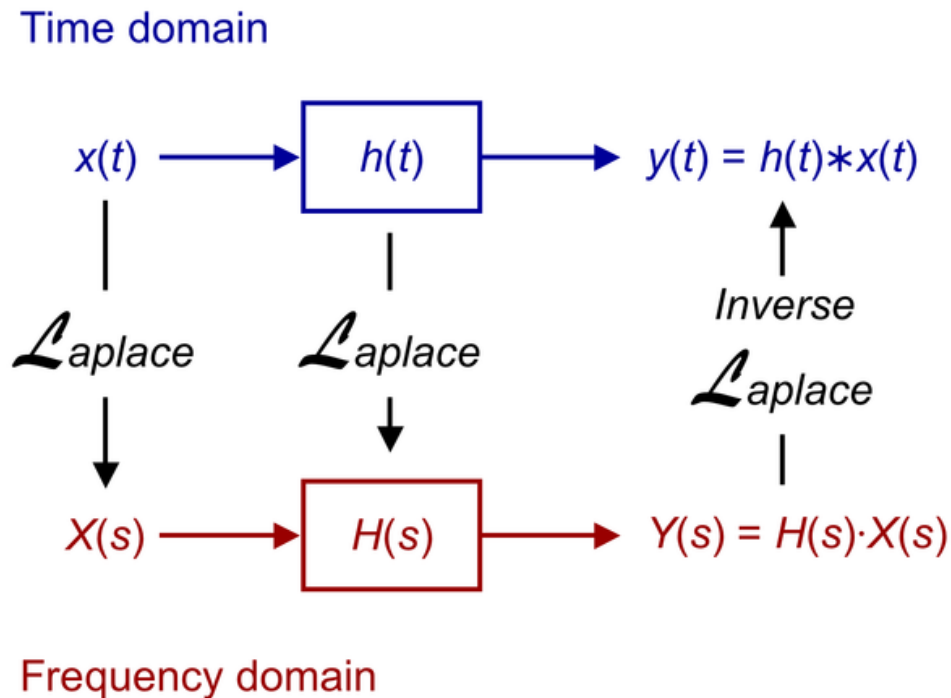 Time domain
x(t) h(t) y(t) = h(t)∗x(t)
Inverse
ℒaplace ℒaplace ℒaplace
X(s) H(s) Y(s) = H(s)·X(s)
Frequency domain